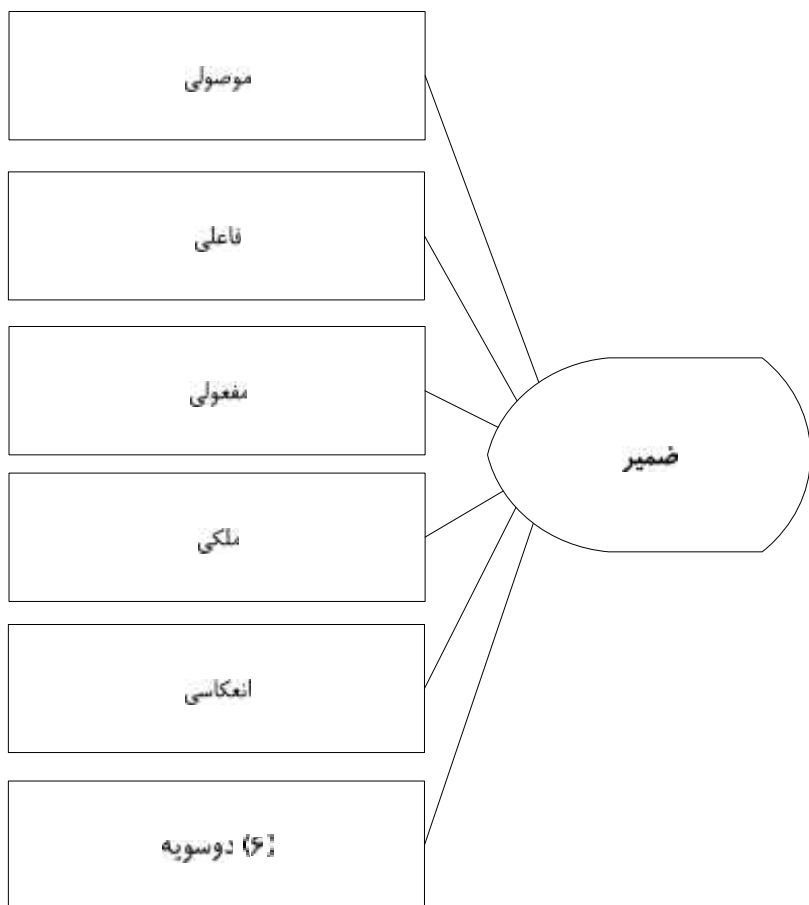 ضمیر
موصولی
فاعلی
مفعولی
ملکی
انعکاسی
[۶) دوسویه